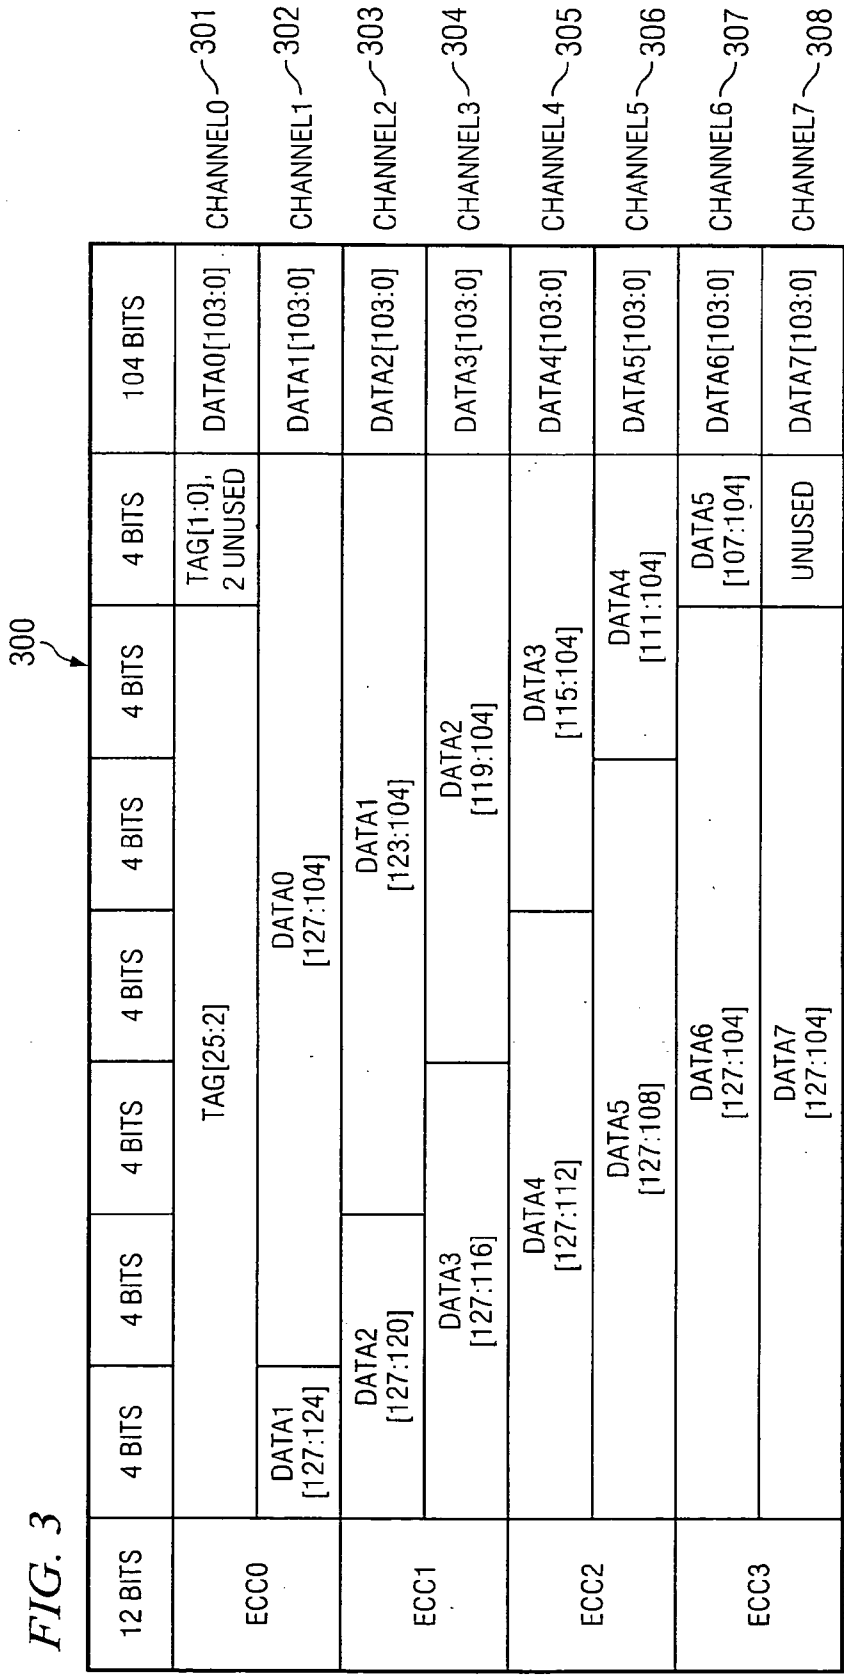 FIG. 3
300
12 BITS
4 BITS
4 BITS
4 BITS
4 BITS
4 BITS
4 BITS
4 BITS
104 BITS
ECC0
TAG[25:2]
TAG[1:0],
2 UNUSED
DATA0[103:0]
CHANNEL0
301
DATA1
[127:124]
DATA0
[127:104]
DATA1[103:0]
CHANNEL1
302
ECC1
DATA2
[127:120]
DATA1
[123:104]
DATA2[103:0]
CHANNEL2
303
DATA3
[127:116]
DATA2
[119:104]
DATA3[103:0]
CHANNEL3
304
ECC2
DATA4
[127:112]
DATA3
[115:104]
DATA4[103:0]
CHANNEL4
305
DATA5
[127:108]
DATA4
[111:104]
DATA5[103:0]
CHANNEL5
306
ECC3
DATA6
[127:104]
DATA5
[107:104]
DATA6[103:0]
CHANNEL6
307
DATA7
[127:104]
UNUSED
DATA7[103:0]
CHANNEL7
308